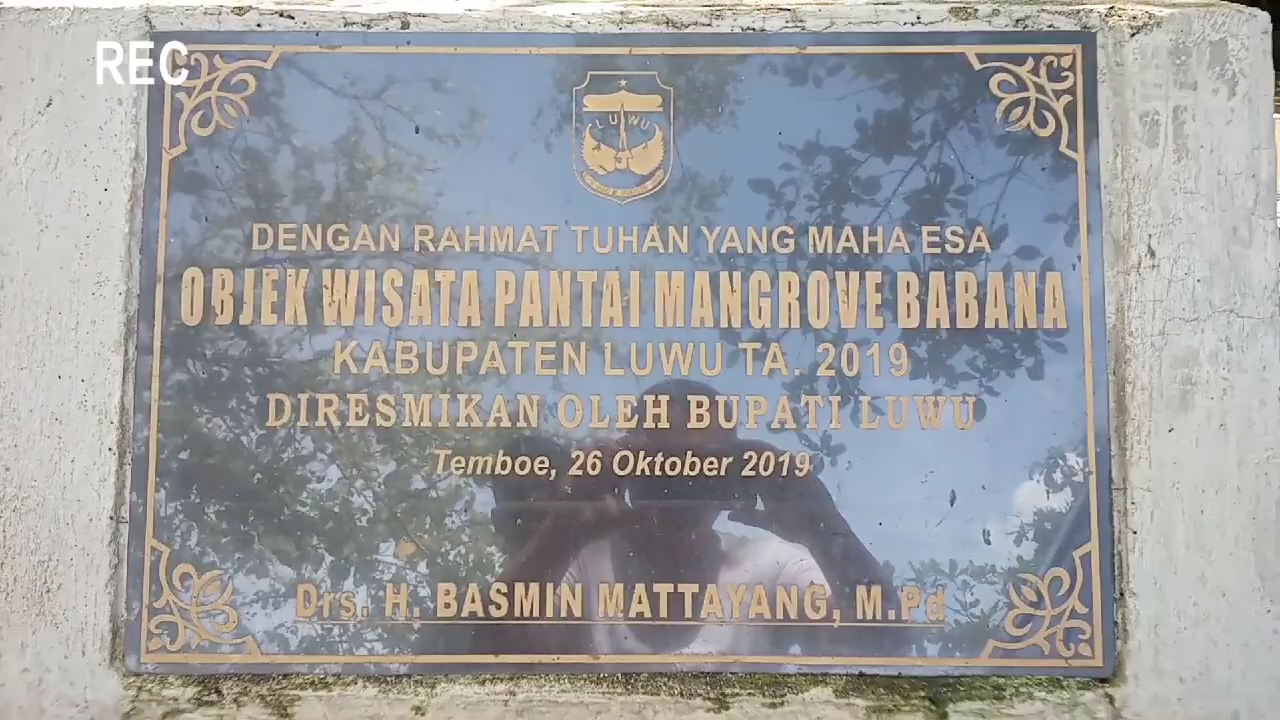 REC
LUWU
DENGAN RAHMAT TUHAN YANG MAHA ESA
OBJEK WISATA PANTAI MANGROVE BABANA
KABUPATEN LUWU TA. 2019
DIRESMIKAN OLEH BUPATI LUWU
Temboe, 26 Oktober 2019
Drs. H. BASMIN MATTAYANG, M.Pd